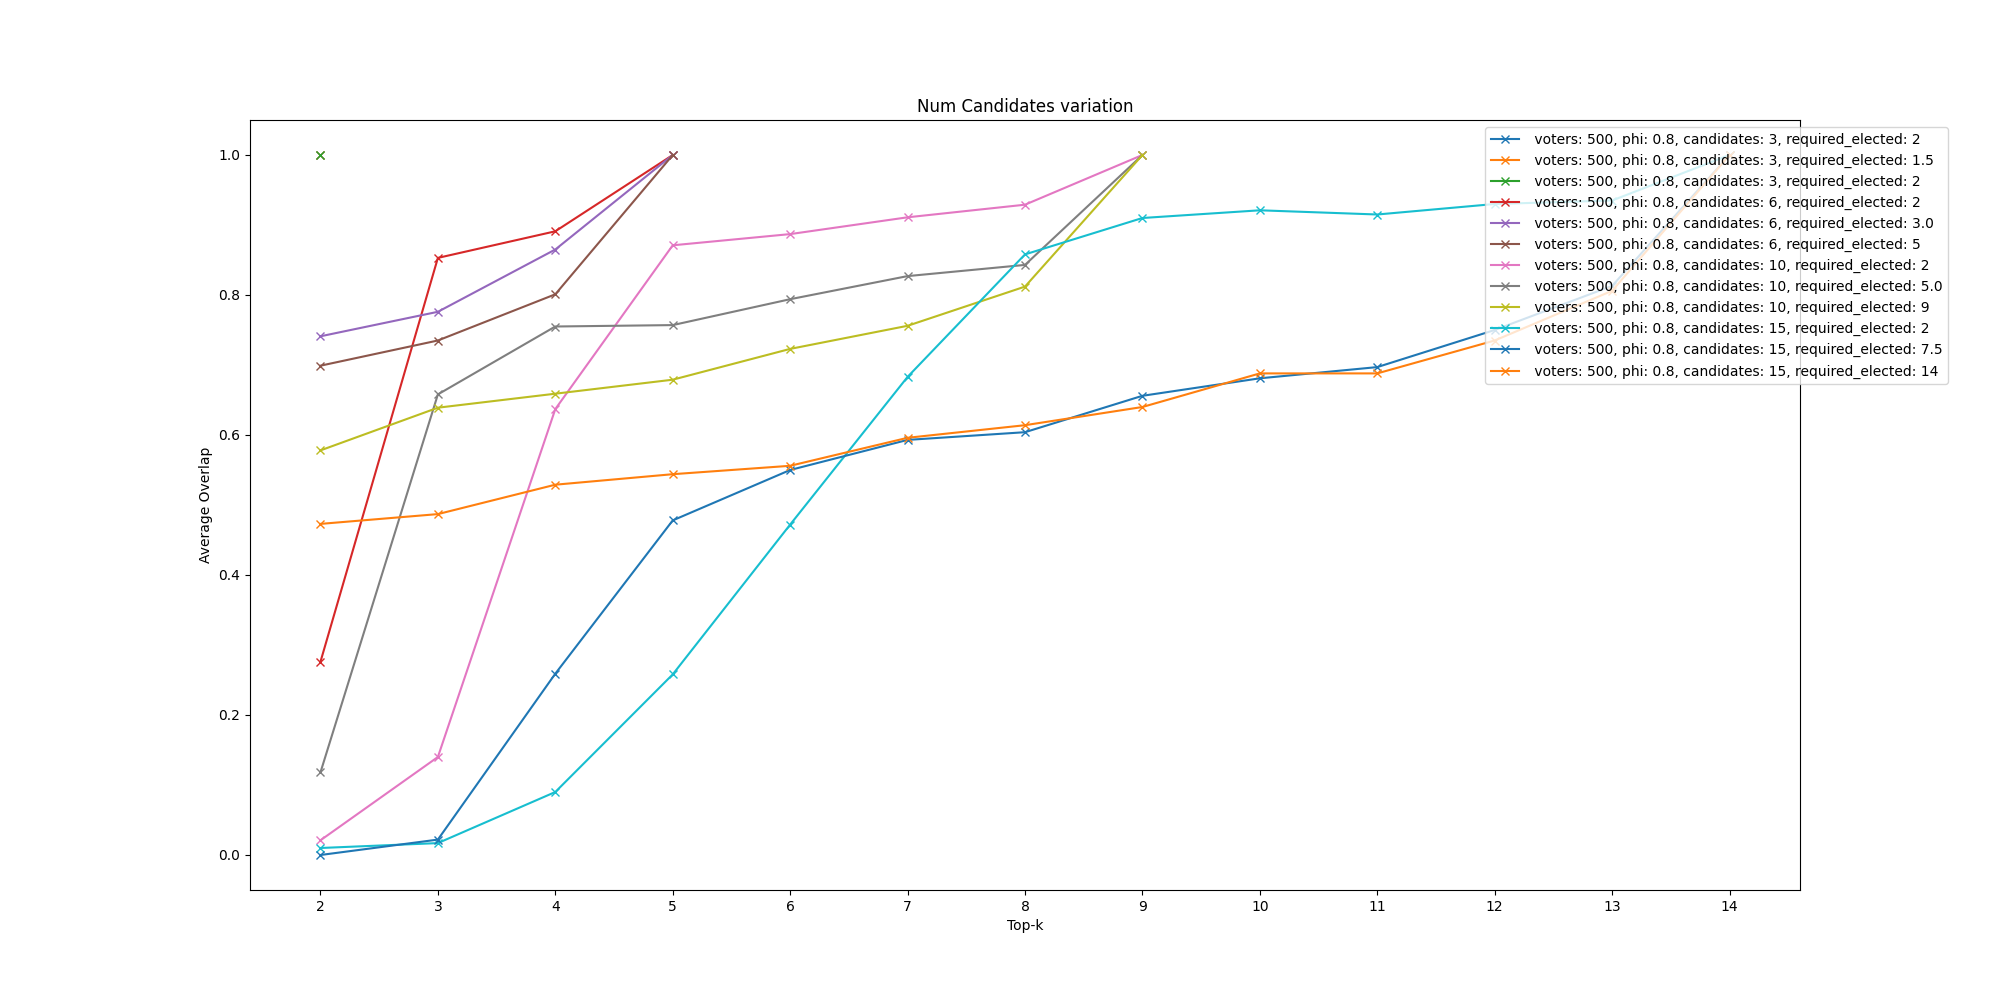 Num Candidates variation
1.0
0.8
0.6
0.4
0.2
0.0
Average Overlap
voters: 500, phi: 0.8, candidates: 3, required_elected: 2
voters: 500, phi: 0.8, candidates: 3, required_elected: 1.5
voters: 500, phi: 0.8, candidates: 3, required_elected: 2
voters: 500, phi: 0.8, candidates: 6, required_elected: 2
voters: 500, phi: 0.8, candidates: 6, required_elected: 3.0
voters: 500, phi: 0.8, candidates: 6, required_elected: 5
voters: 500, phi: 0.8, candidates: 10, required_elected: 2
voters: 500, phi: 0.8, candidates: 10, required_elected: 5.0
voters: 500, phi: 0.8, candidates: 10, required_elected: 9
voters: 500, phi: 0.8, candidates: 15, required_elected: 2
voters: 500, phi: 0.8, candidates: 15, required_elected: 7.5
voters: 500, phi: 0.8, candidates: 15, required_elected: 14
2 3 4 5 6 7 8 9 10 11 12 13 14
Top-k